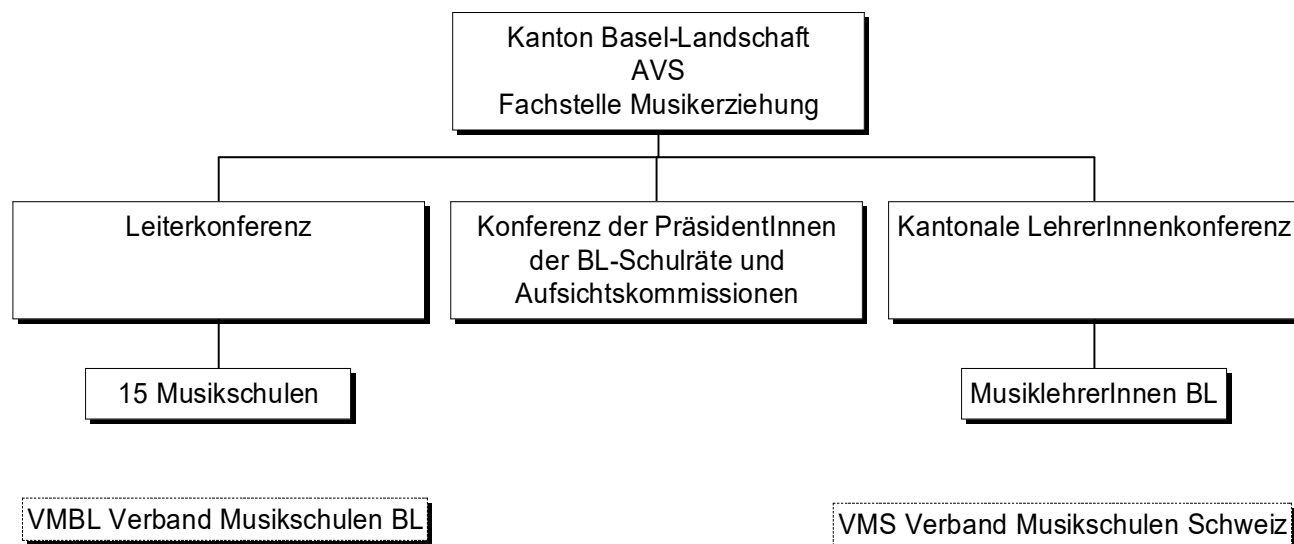 Kanton Basel-Landschaft
AVS
Fachstelle Musikerziehung
Leiterkonferenz
Konferenz der PräsidentInnen
der BL-Schulräte und
Aufsichtskommissionen
Kantonale LehrerInnenkonferenz
15 Musikschulen
MusiklehrerInnen BL
VMBL Verband Musikschulen BL
VMS Verband Musikschulen Schweiz